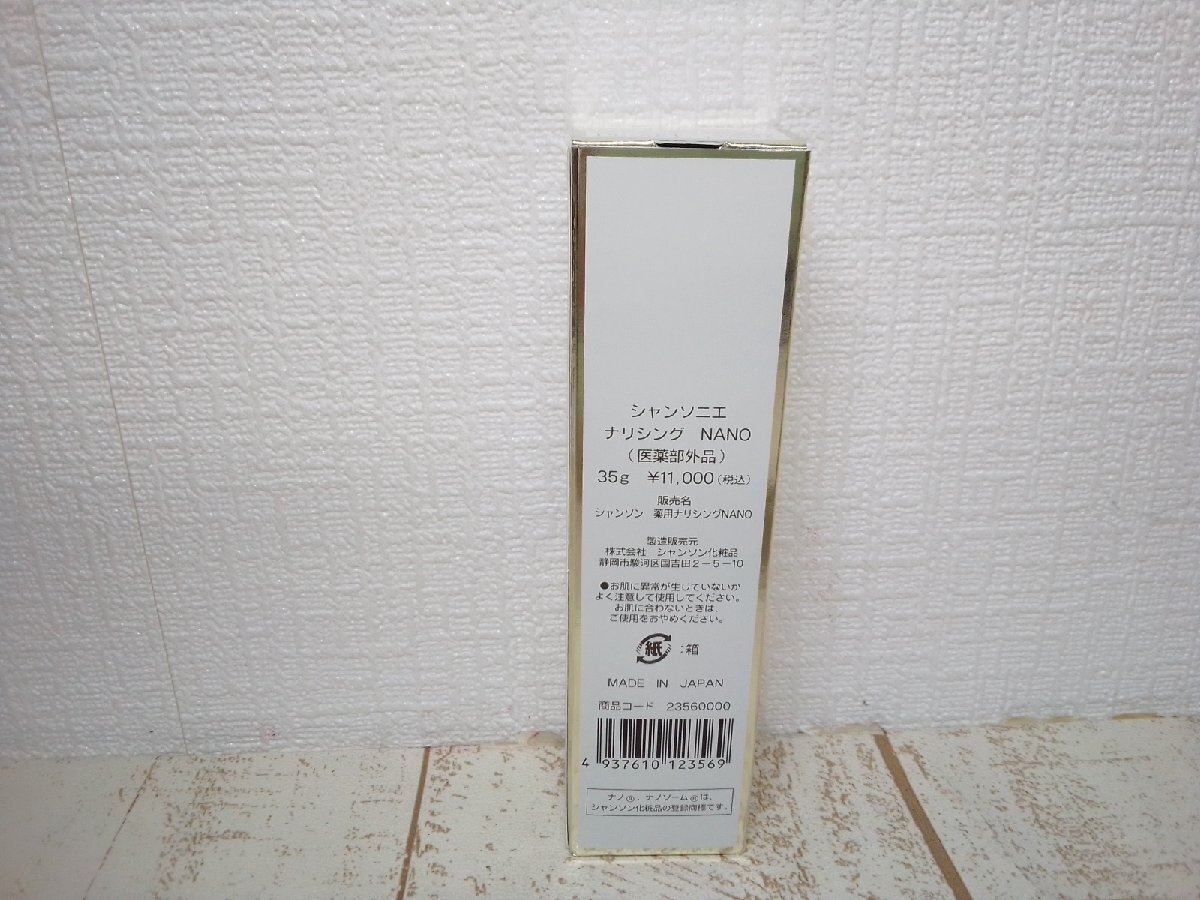 シャンソニエ
ナリシング NANO
(医薬部外品)
35g ¥11,000(税込)
販売名
シャンソン 薬用ナリシングNANO
製造販売元
株式会社 シャンソン化粧品
静岡市駿河区国吉田2-5-10
●お肌に異常が生じていないか
よく注意して使用してください。
お肌に合わないときは、
ご使用をおやめください。
紙 :箱
MADE IN JAPAN
商品コード 23560000
4 937610 123569
ナノ®、ナノソーム®は、
シャンソン化粧品の登録商標です。